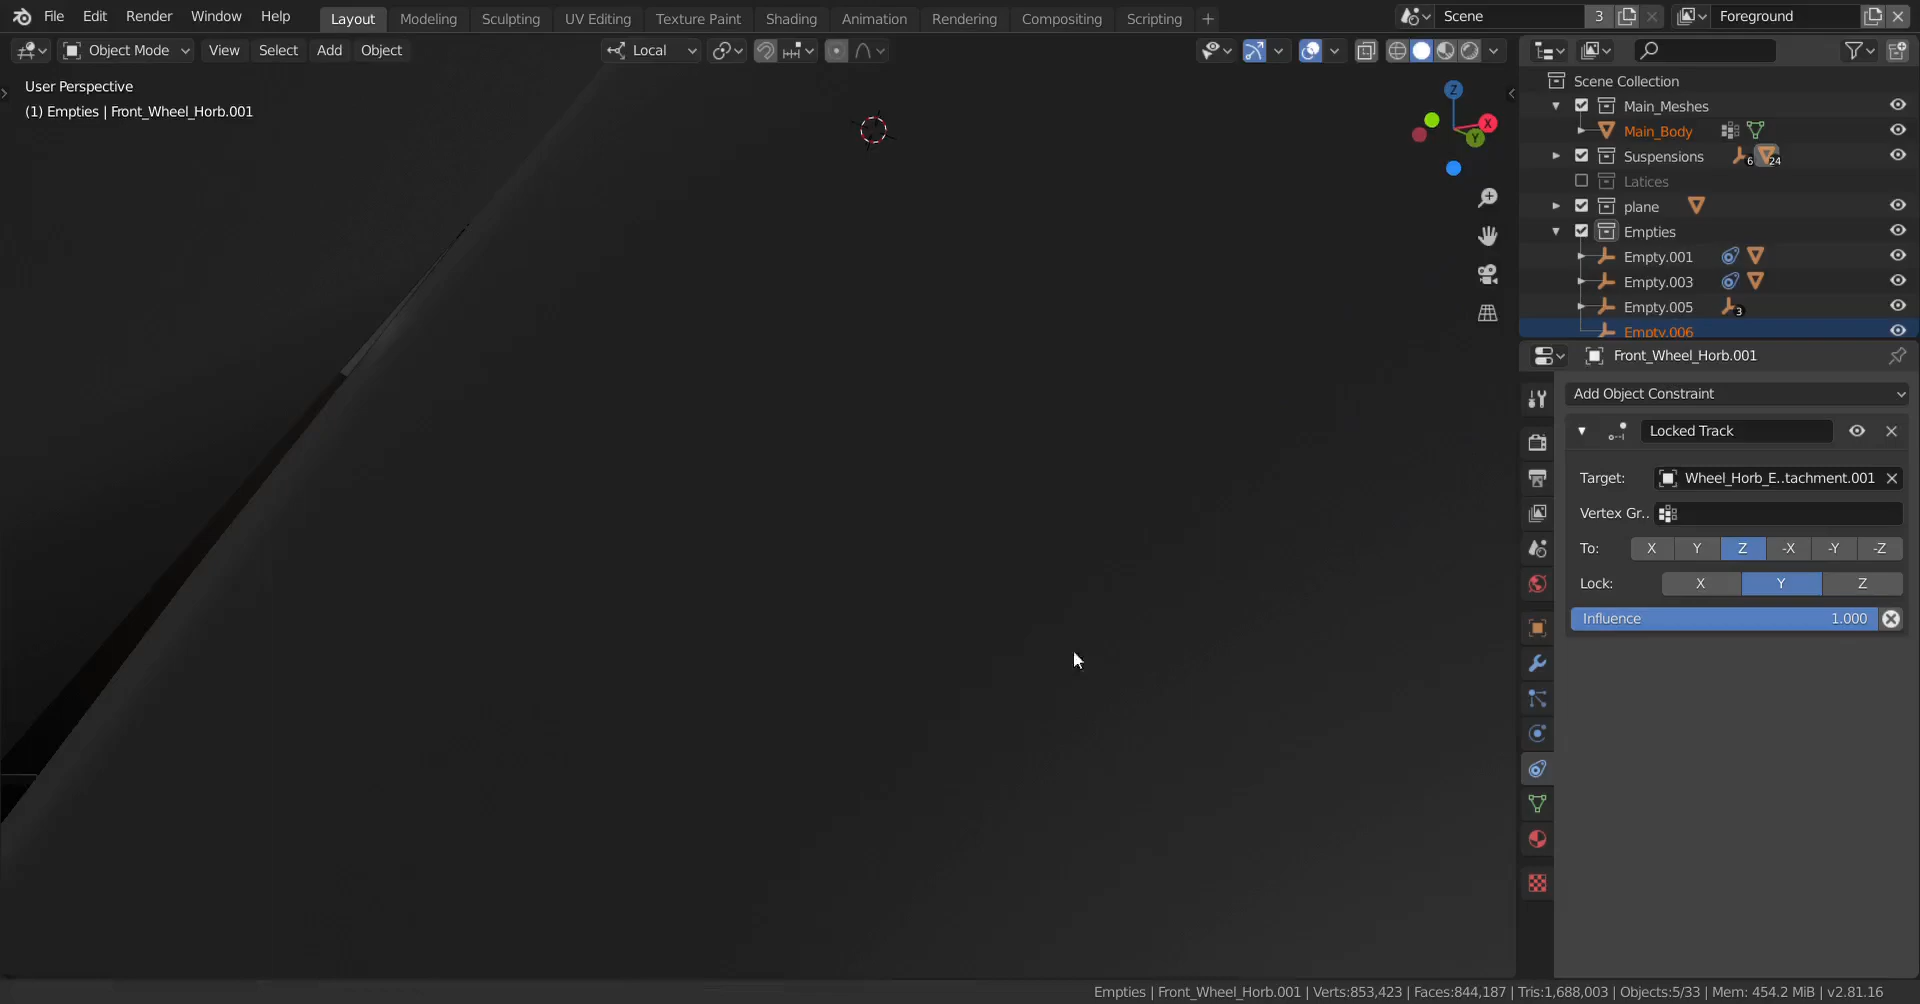 File Edit Render Window Help Layout Modeling Sculpting UV Editing Texture Paint Shading Animation Rendering Compositing Scripting + Scene 3 Foreground
Object Mode View Select Add Object Local
User Perspective
(1) Empties | Front_Wheel_Horb.001
Z
X
Y
Scene Collection
Main_Meshes
Main_Body
Suspensions 6 24
Latices
plane
Empties
Empty.001
Empty.003
Empty.005 3
Empty.006
Front_Wheel_Horb.001
Add Object Constraint
Locked Track
Target: Wheel_Horb_E..tachment.001
Vertex Gr..
To: X Y Z -X -Y -Z
Lock: X Y Z
Influence 1.000
Empties | Front_Wheel_Horb.001 | Verts:853,423 | Faces:844,187 | Tris:1,688,003 | Objects:5/33 | Mem: 454.2 MiB | v2.81.16